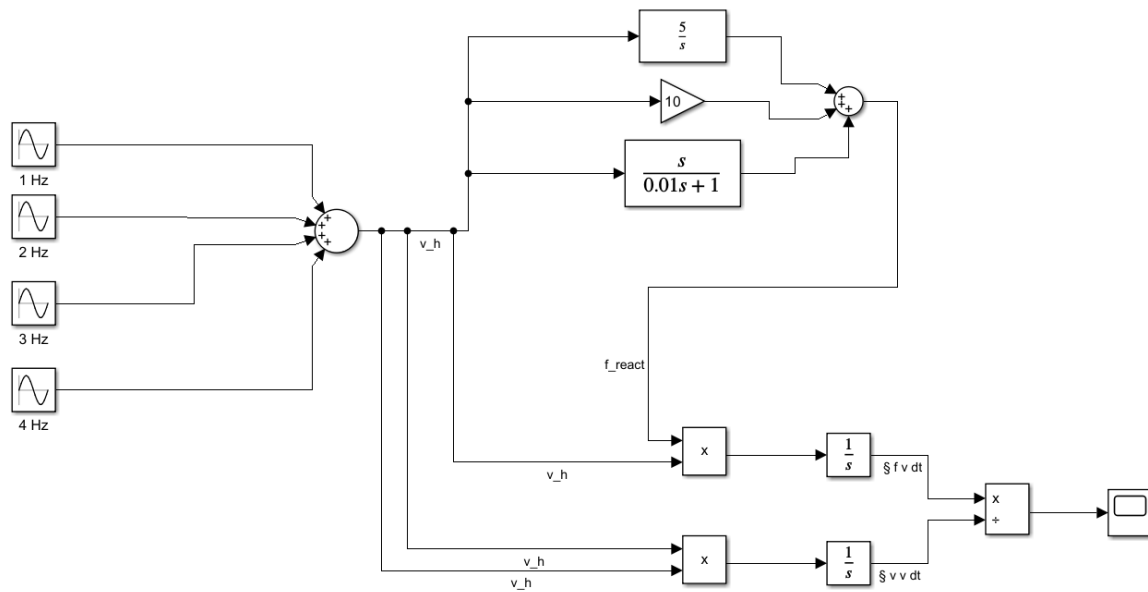 5
s
10
s
0.01s + 1
+
+
+
1 Hz
2 Hz
3 Hz
4 Hz
+
+
+
+
v_h
f_react
x
v_h
1
s
§ f v dt
x
÷
x
v_h
v_h
1
s
§ v v dt